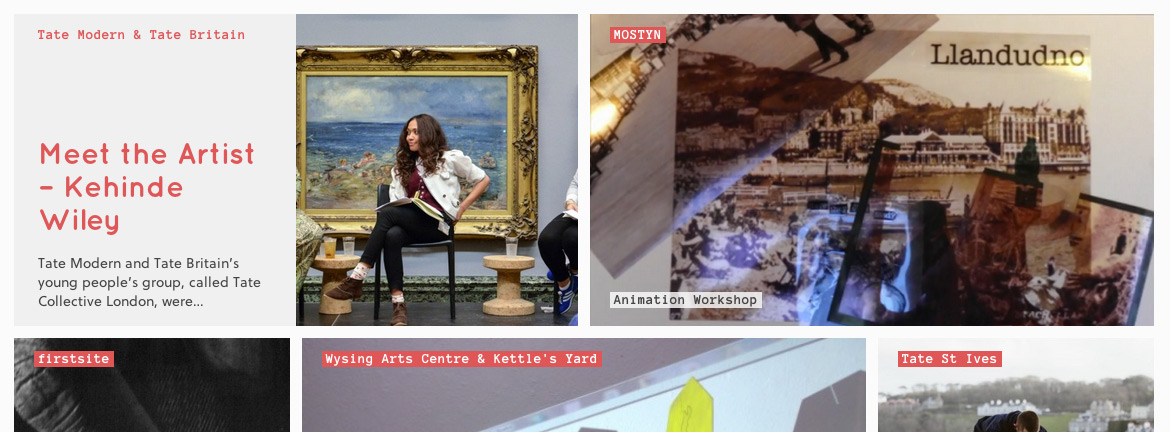 Tate Modern & Tate Britain
Meet the Artist
– Kehinde
Wiley
Tate Modern and Tate Britain's
young people's group, called Tate
Collective London, were...
MOSTYN
Llandudno
Animation Workshop
firstsite
Wysing Arts Centre & Kettle's Yard
Tate St Ives